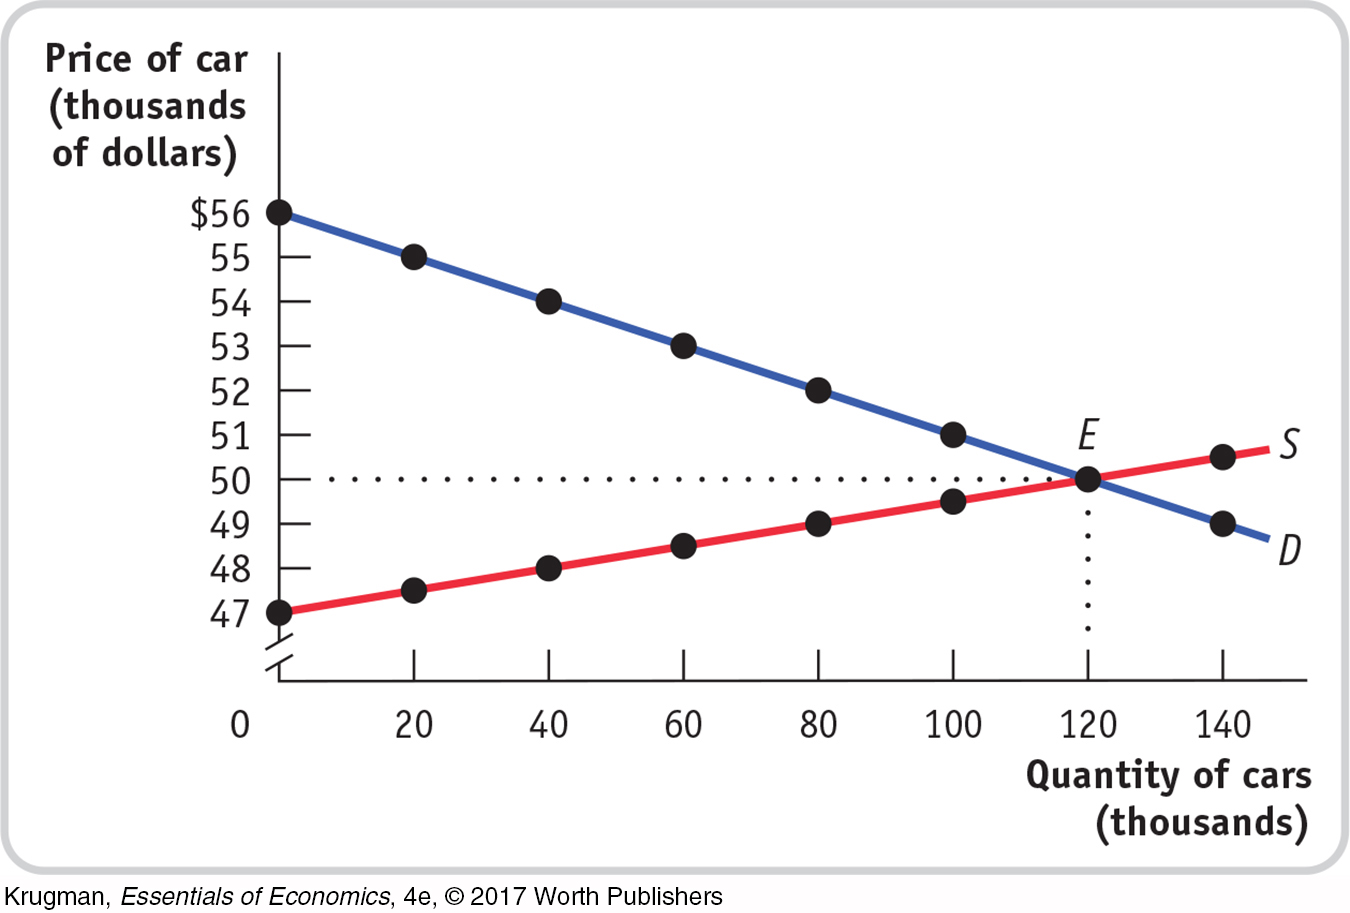 Price of car
(thousands
of dollars)
$56
55
54
53
52
51
50
49
48
47
E
S
D
0 20 40 60 80 100 120 140
Quantity of cars
(thousands)
Krugman, Essentials of Economics, 4e, © 2017 Worth Publishers